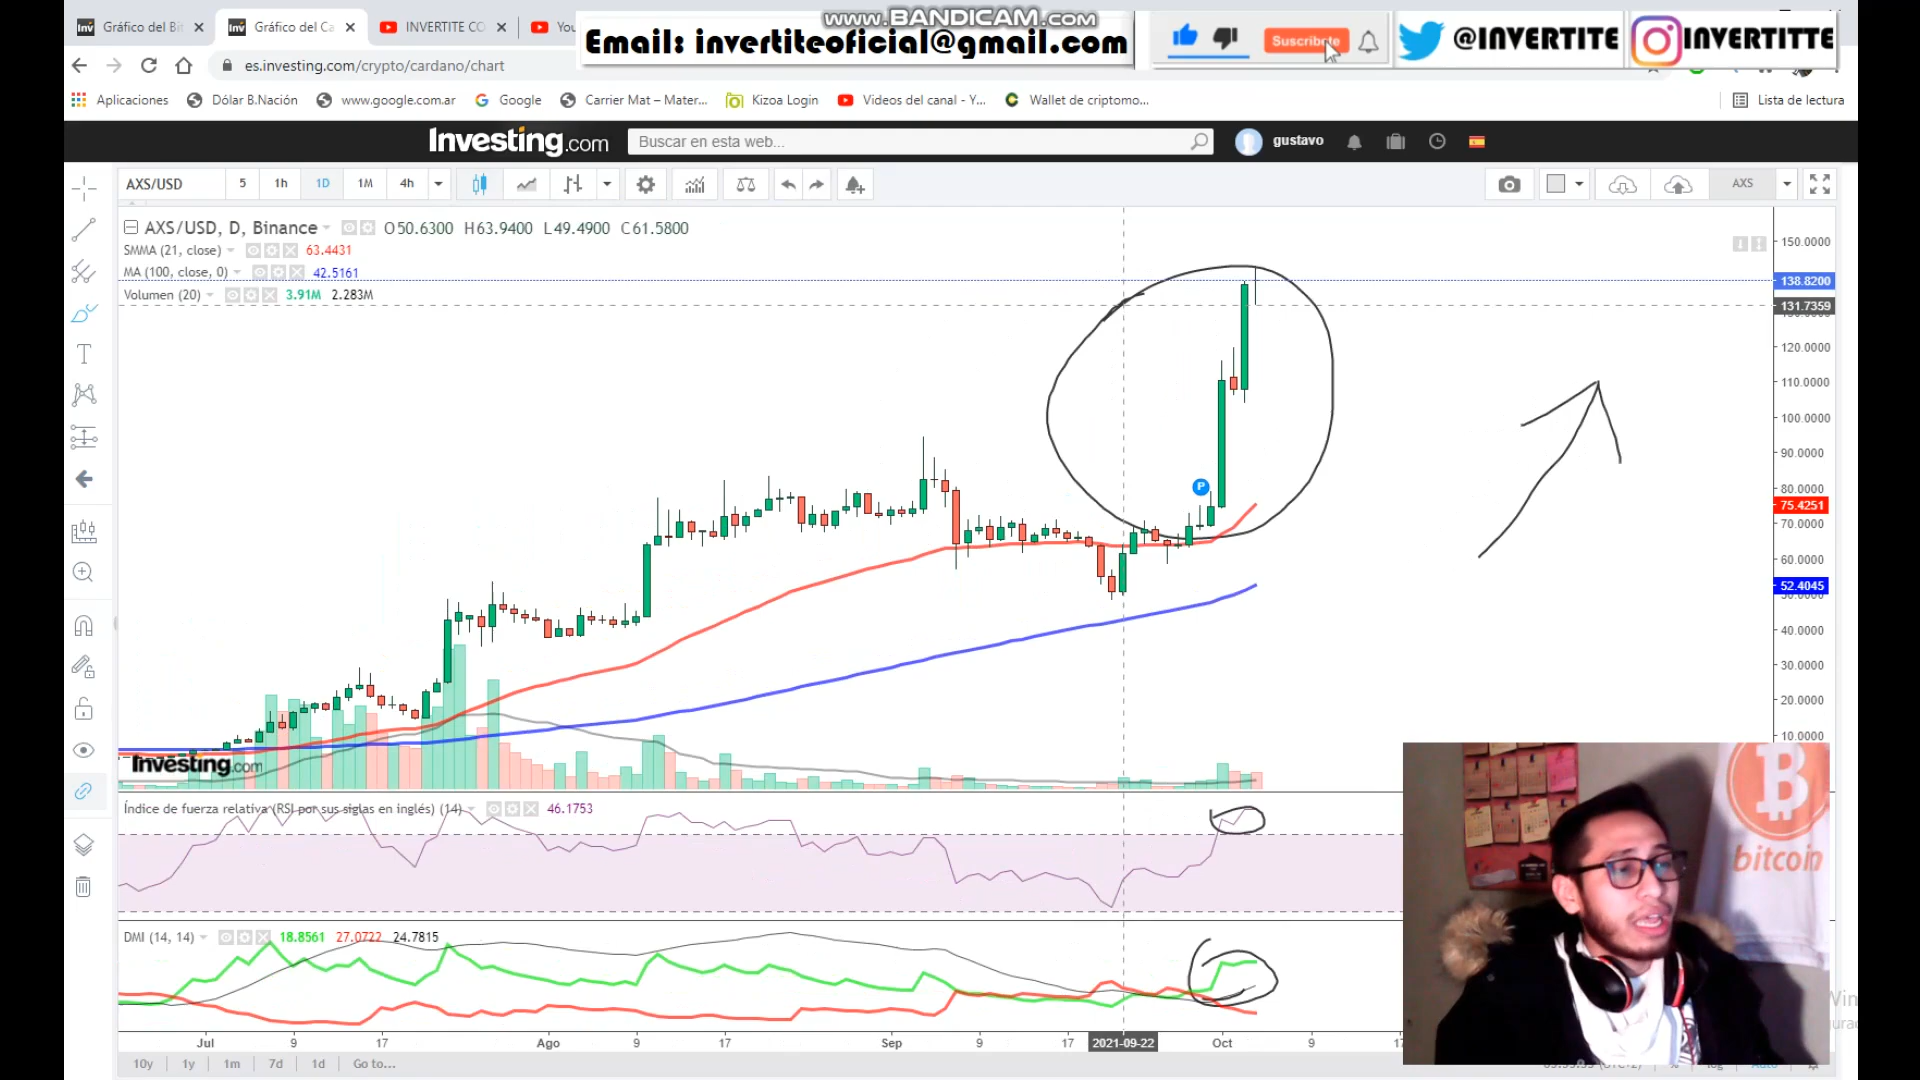 www.BANDICAM.com
Gráfico del Bit
Gráfico del Ca
INVERTITE CO
You
Email: invertiteoficial@gmail.com
Suscribete
@INVERTITE
INVERTITTE
es.investing.com/crypto/cardano/chart
Aplicaciones
Dólar B.Nación
www.google.com.ar
Google
Carrier Mat – Mater...
Kizoa Login
Videos del canal - Y...
Wallet de criptomo...
Lista de lectura
Investing.com
Buscar en esta web...
gustavo
AXS/USD
5
1h
1D
1M
4h
AXS
AXS/USD, D, Binance
O50.6300 H63.9400 L49.4900 C61.5800
SMMA (21, close) 63.4431
MA (100, close, 0) 42.5161
Volumen (20) 3.91M 2.283M
150.0000
138.8200
131.7359
120.0000
110.0000
100.0000
90.0000
80.0000
75.4251
70.0000
60.0000
52.4045
40.0000
30.0000
20.0000
10.0000
P
Investing.com
Índice de fuerza relativa (RSI por sus siglas en inglés) (14) 46.1753
DMI (14, 14) 18.8561 27.0722 24.7815
Jul
9
17
Ago
9
17
Sep
9
17
2021-09-22
Oct
9
10y
1y
1m
7d
1d
Go to...
bitcoin